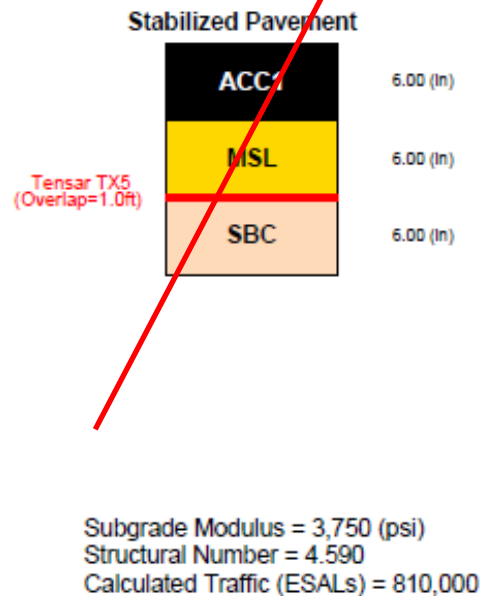 Stabilized Pavement
ACC1
6.00 (in)
MSL
6.00 (in)
Tensar TX5
(Overlap=1.0ft)
SBC
6.00 (in)
Subgrade Modulus = 3,750 (psi)
Structural Number = 4.590
Calculated Traffic (ESALs) = 810,000